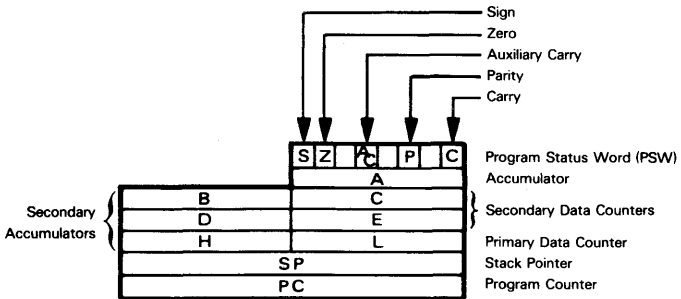 Sign
Zero
Auxiliary Carry
Parity
Carry
S Z AC P C Program Status Word (PSW)
A Accumulator
B C
Secondary Data Counters
D E
Secondary
Accumulators
H L Primary Data Counter
SP Stack Pointer
PC Program Counter